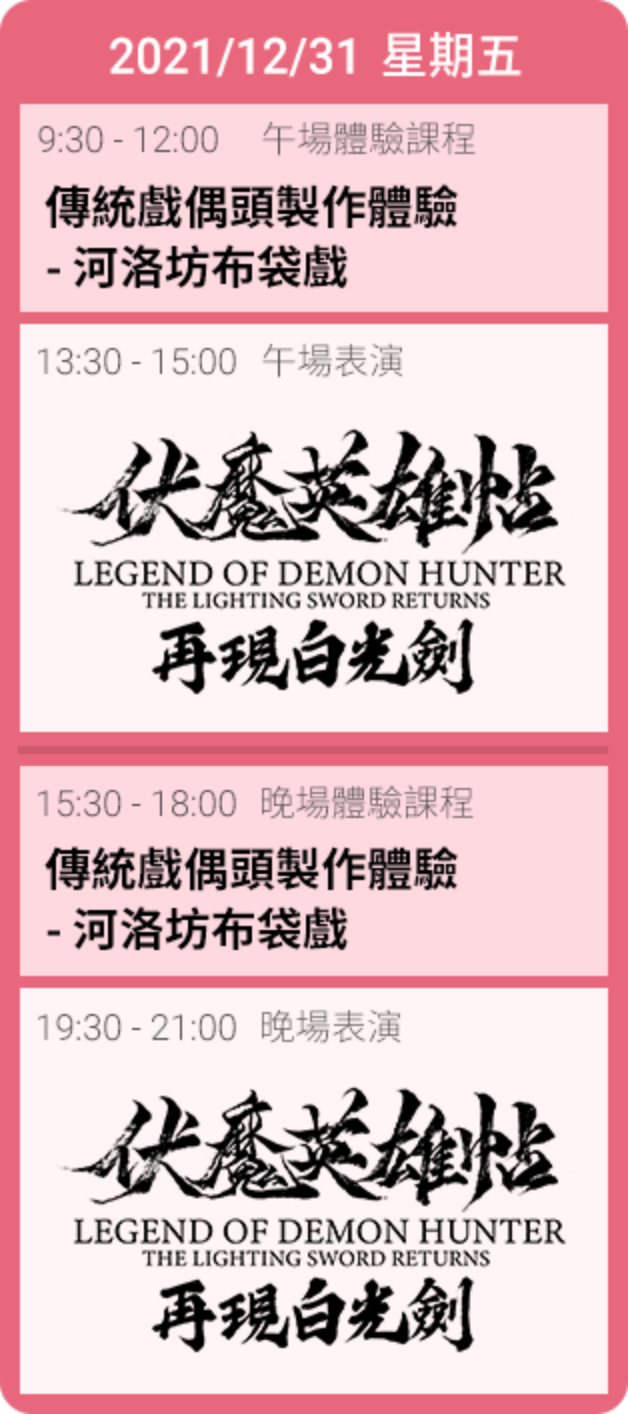 2021/12/31 星期五
9:30 - 12:00 午場體驗課程
傳統戲偶頭製作體驗
- 河洛坊布袋戲
13:30 - 15:00 午場表演
伏魔英雄帖
LEGEND OF DEMON HUNTER
THE LIGHTING SWORD RETURNS
再現白光劍
15:30 - 18:00 晚場體驗課程
傳統戲偶頭製作體驗
- 河洛坊布袋戲
19:30 - 21:00 晚場表演
伏魔英雄帖
LEGEND OF DEMON HUNTER
THE LIGHTING SWORD RETURNS
再現白光劍